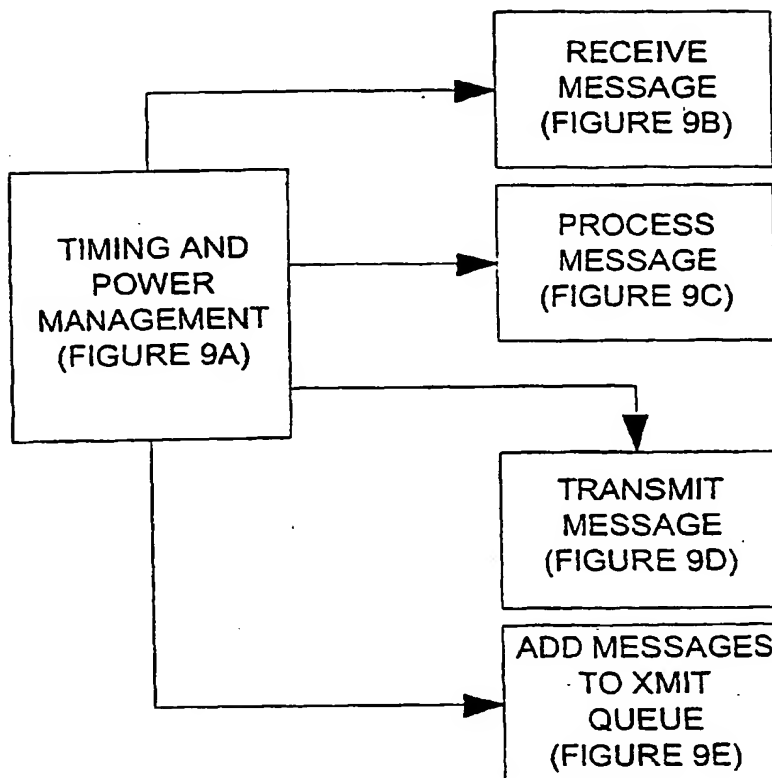 RECEIVE
MESSAGE
(FIGURE 9B)
TIMING AND
POWER
MANAGEMENT
(FIGURE 9A)
PROCESS
MESSAGE
(FIGURE 9C)
TRANSMIT
MESSAGE
(FIGURE 9D)
ADD MESSAGES
TO XMIT
QUEUE
(FIGURE 9E)